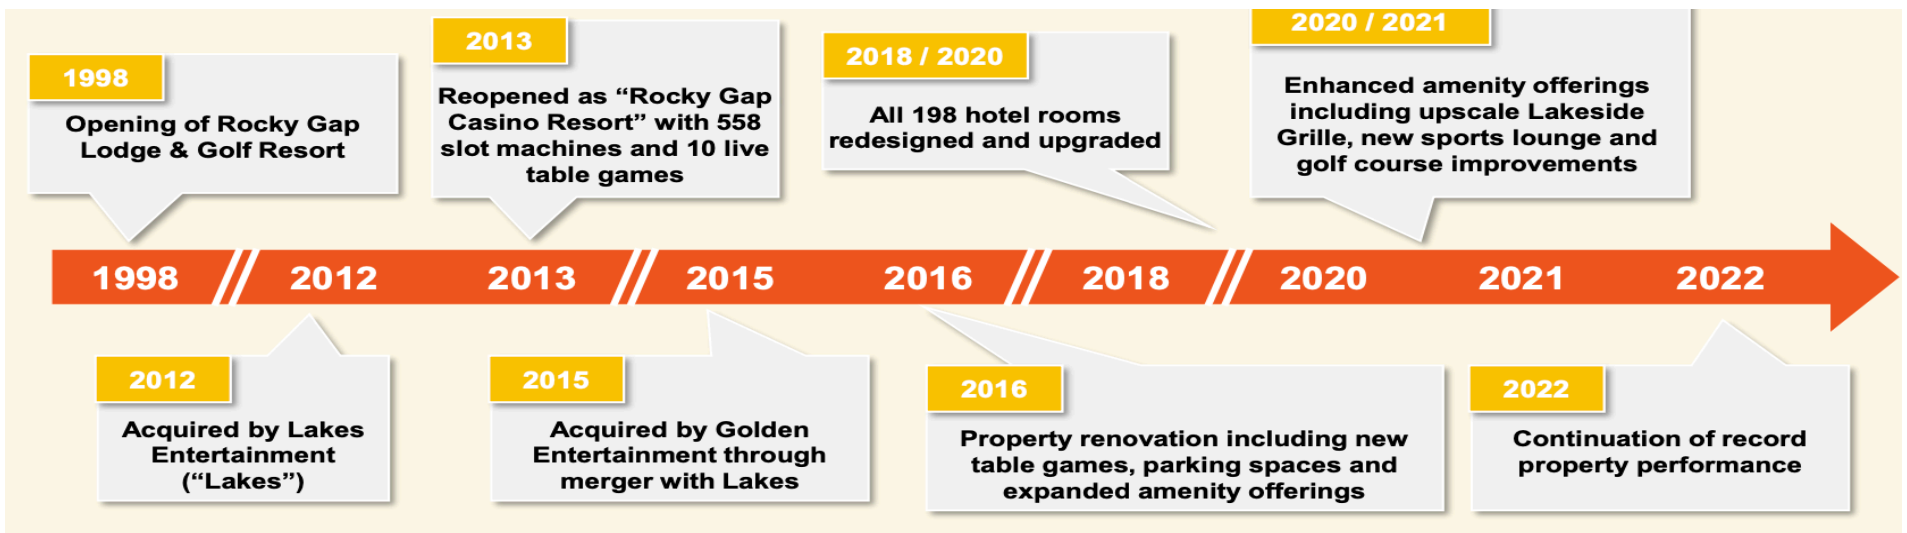 1998
Opening of Rocky Gap
Lodge & Golf Resort
2013
Reopened as “Rocky Gap
Casino Resort” with 558
slot machines and 10 live
table games
2018 / 2020
All 198 hotel rooms
redesigned and upgraded
2020 / 2021
Enhanced amenity offerings
including upscale Lakeside
Grille, new sports lounge and
golf course improvements
1998 2012 2013 2015 2016 2018 2020 2021 2022
2012
Acquired by Lakes
Entertainment
(“Lakes”)
2015
Acquired by Golden
Entertainment through
merger with Lakes
2016
Property renovation including new
table games, parking spaces and
expanded amenity offerings
2022
Continuation of record
property performance